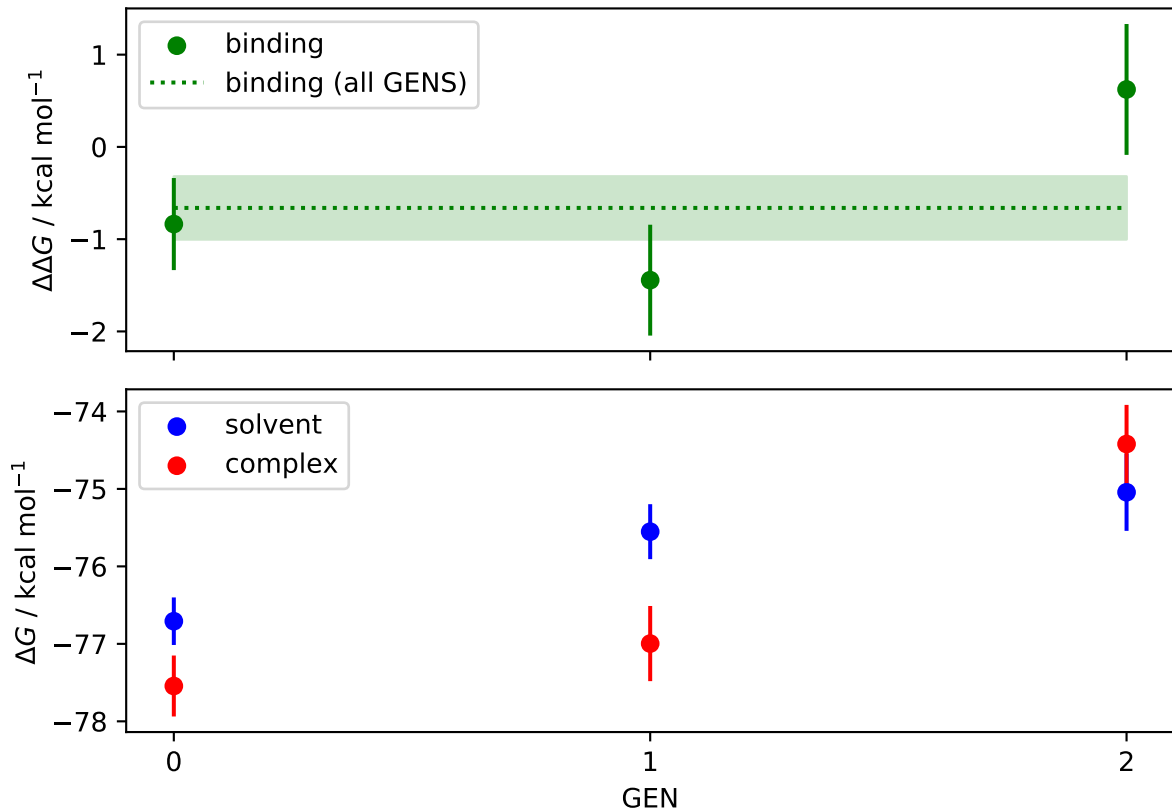 binding
binding (all GENS)
1
0
−1
−2
ΔΔG / kcal mol⁻¹
solvent
complex
−74
−75
−76
−77
−78
ΔG / kcal mol⁻¹
0 1 2
GEN